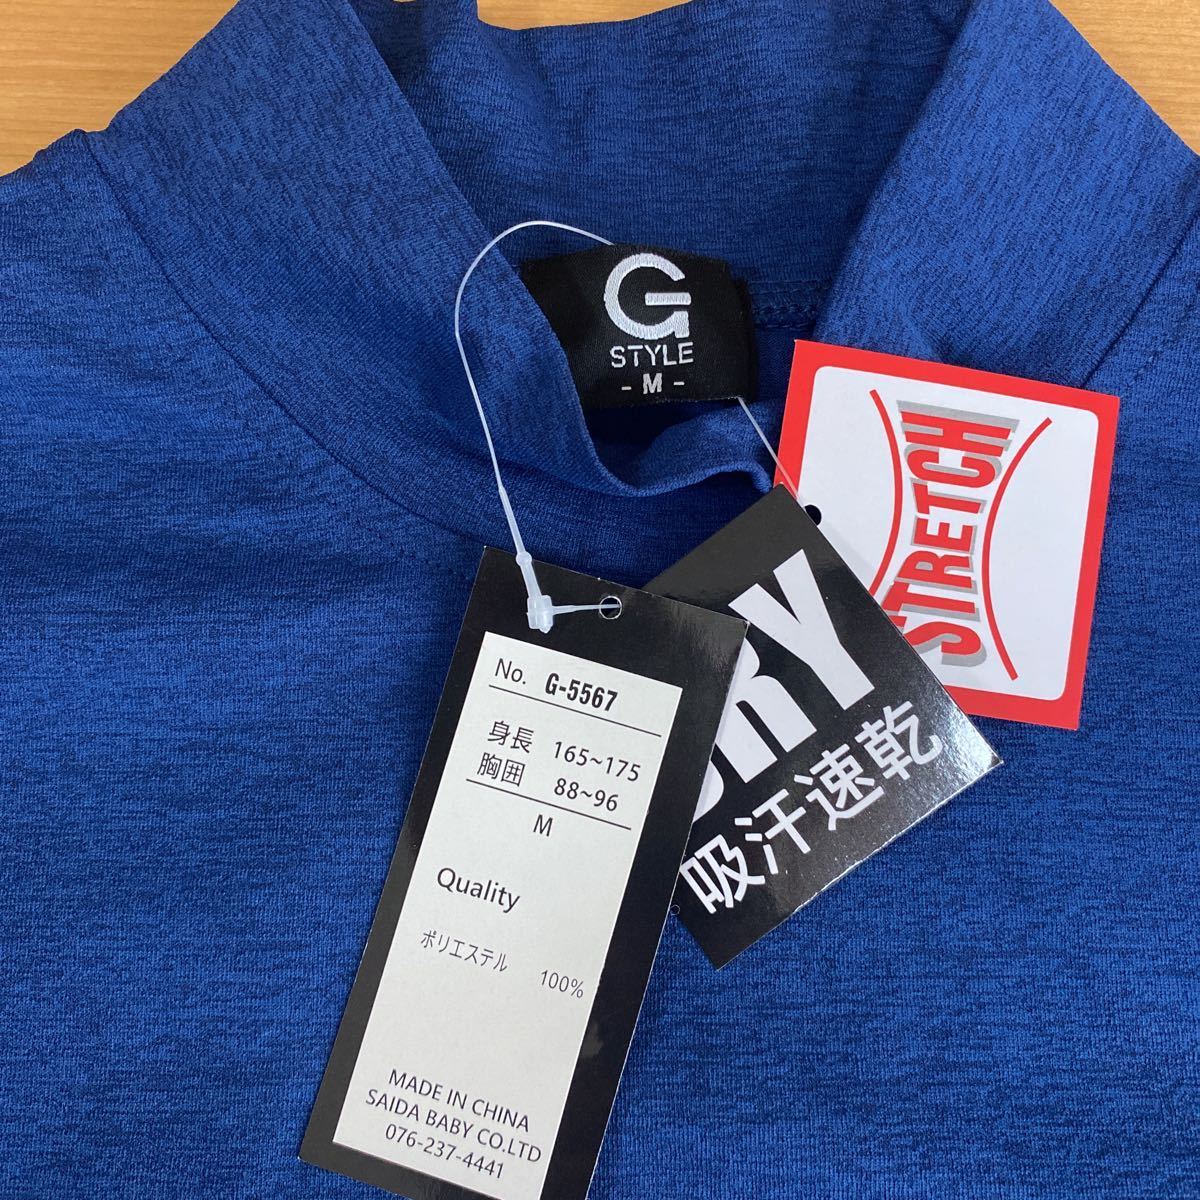 G
STYLE
- M -
STRETCH
DRY
吸汗速乾
No. G-5567
身長 165~175
胸囲 88~96
M
Quality
ポリエステル 100%
MADE IN CHINA
SAIDA BABY CO.LTD
076-237-4441